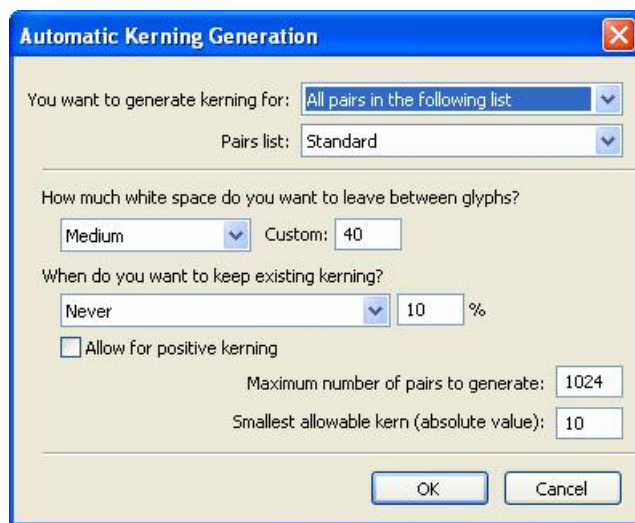 Automatic Kerning Generation
You want to generate kerning for: All pairs in the following list
Pairs list: Standard
How much white space do you want to leave between glyphs?
Medium Custom: 40
When do you want to keep existing kerning?
Never 10 %
Allow for positive kerning
Maximum number of pairs to generate: 1024
Smallest allowable kern (absolute value): 10
OK Cancel